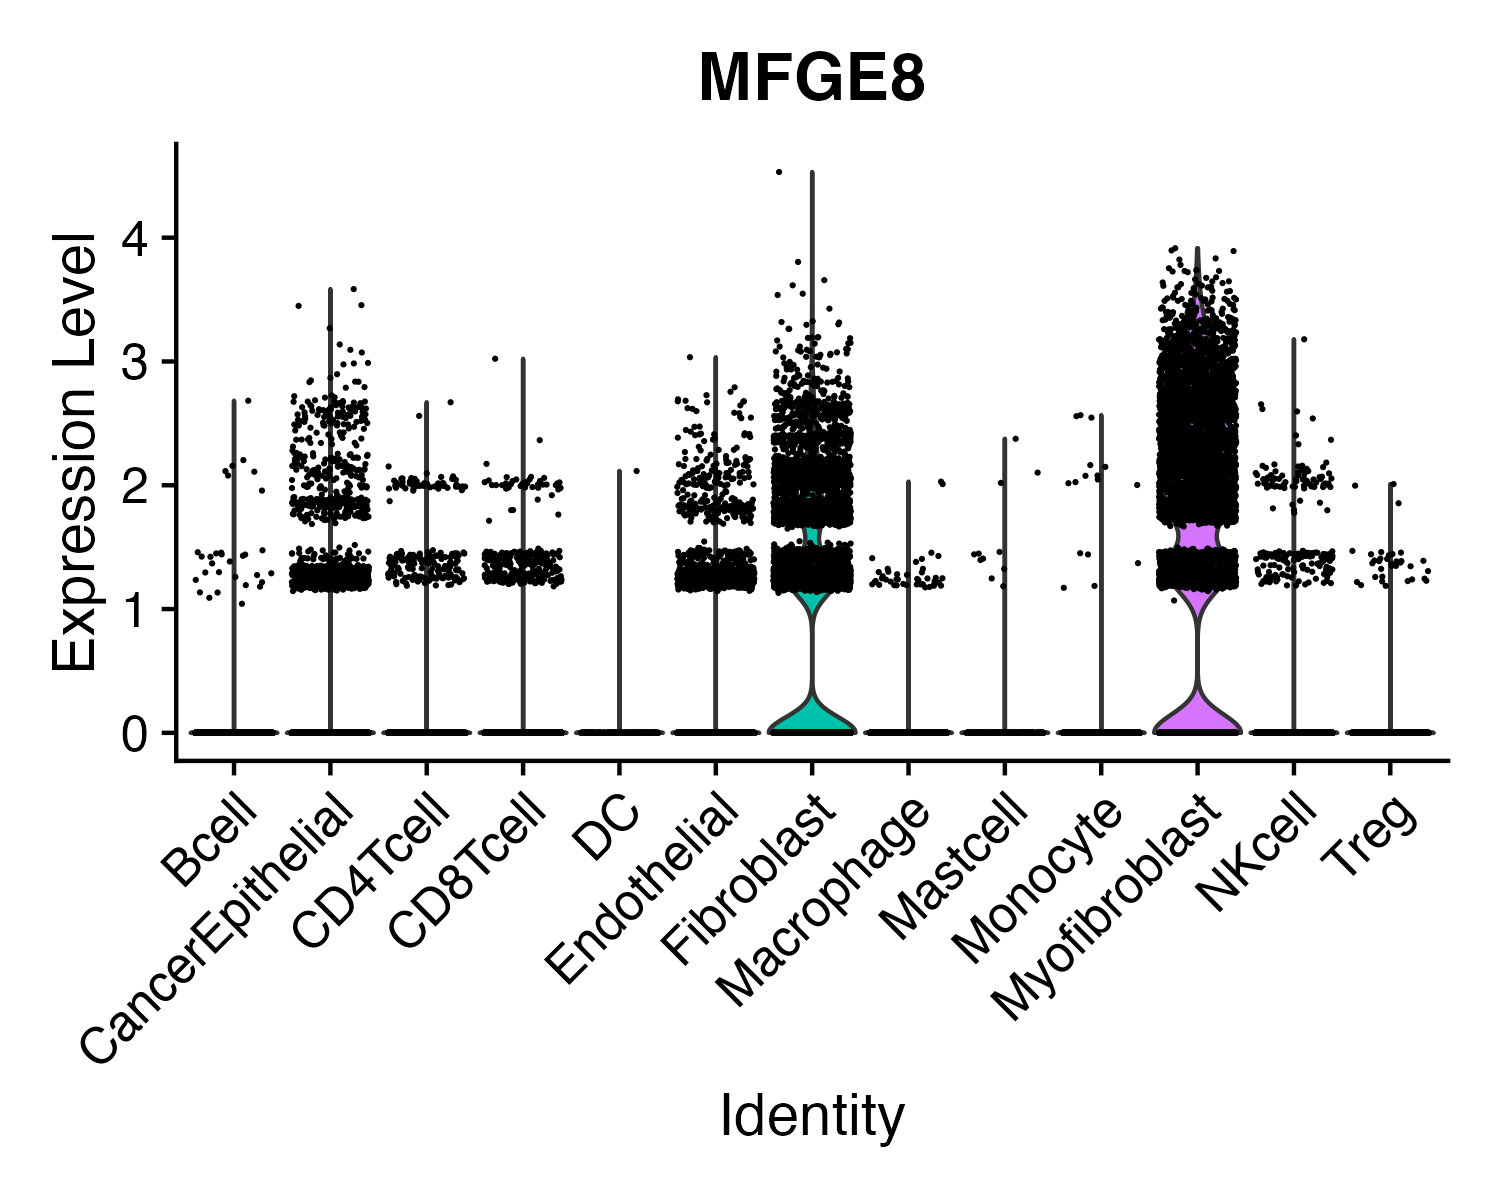 MFGE8
Expression Level
4
3
2
1
0
Bcell
CancerEpithelial
CD4Tcell
CD8Tcell
DC
Endothelial
Fibroblast
Macrophage
Mastcell
Monocyte
Myofibroblast
NKcell
Treg
Identity